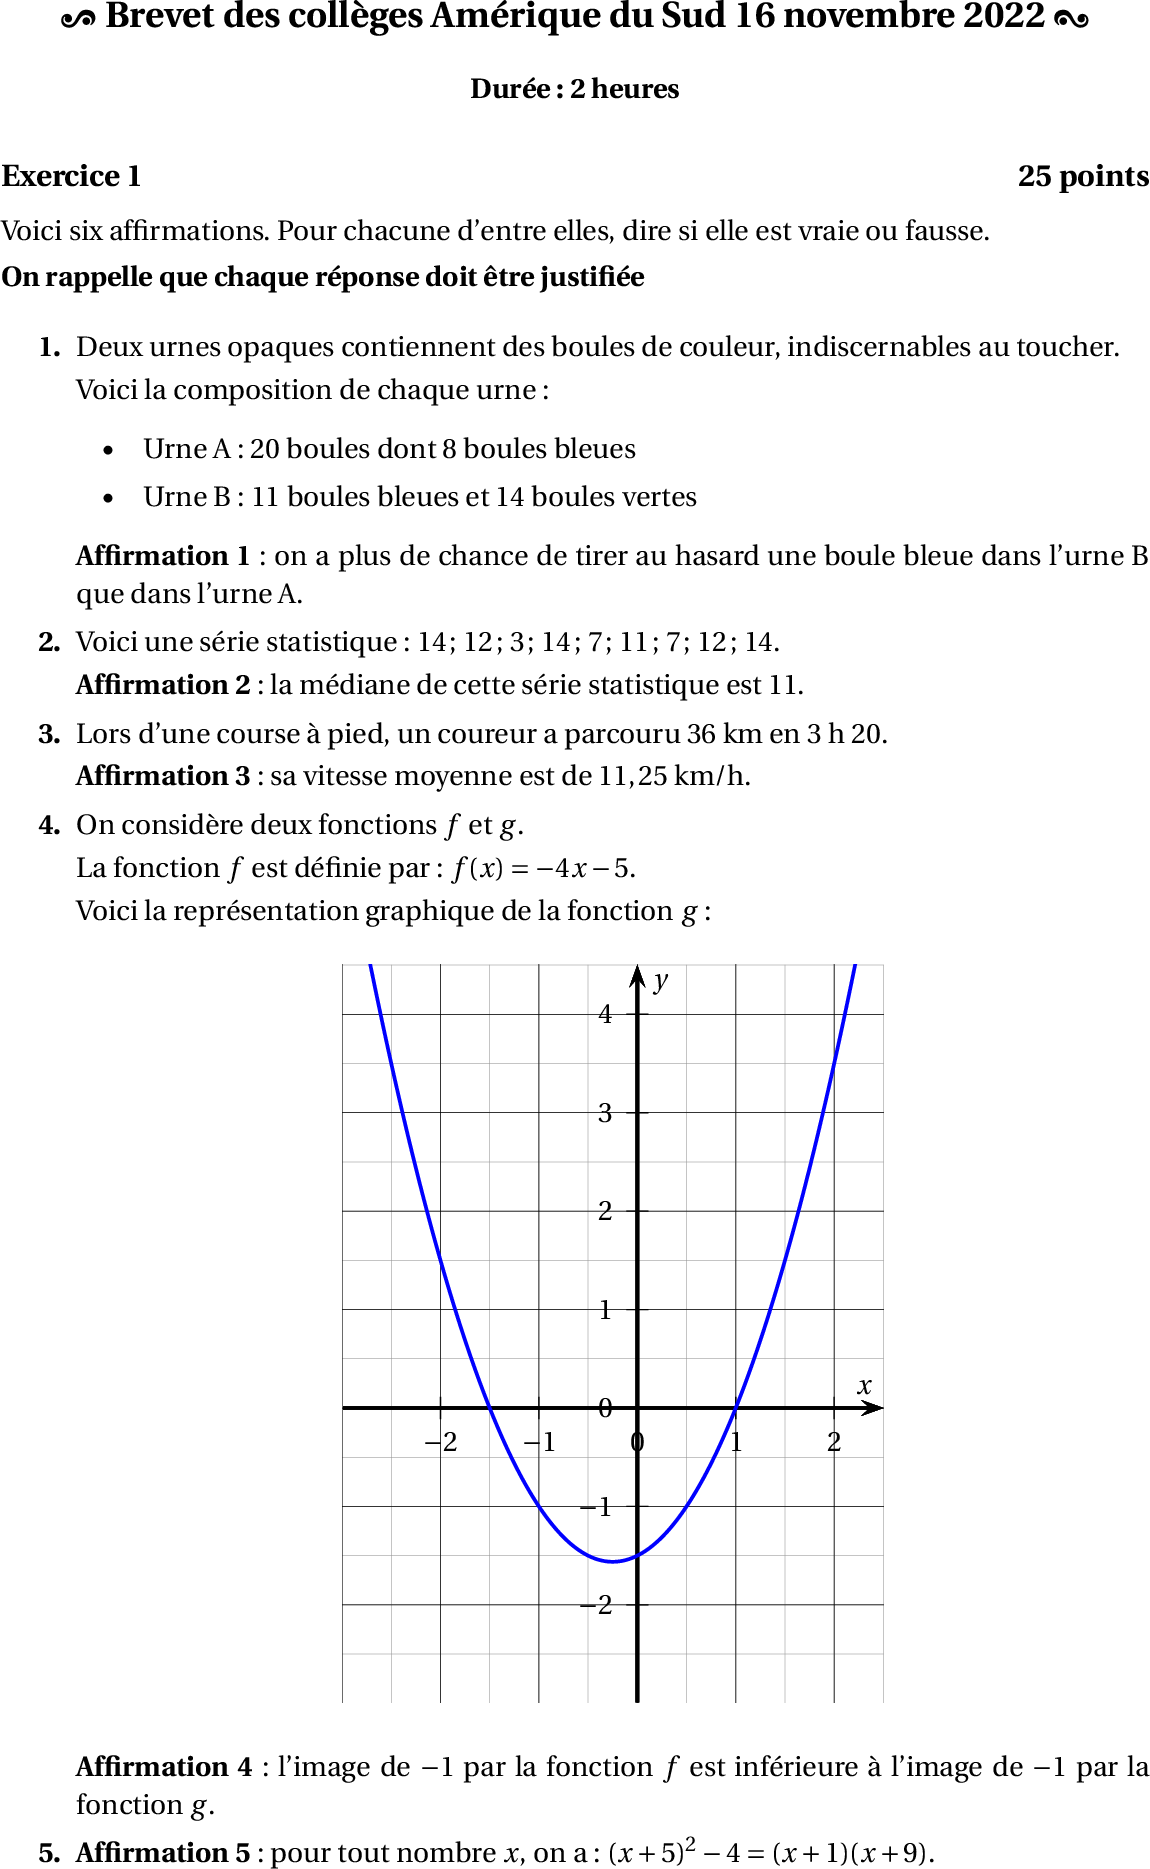 Brevet des collèges Amérique du Sud 16 novembre 2022
Durée : 2 heures
Exercice 1 25 points
Voici six affirmations. Pour chacune d'entre elles, dire si elle est vraie ou fausse.
On rappelle que chaque réponse doit être justifiée
1. Deux urnes opaques contiennent des boules de couleur, indiscernables au toucher.
Voici la composition de chaque urne :
• Urne A : 20 boules dont 8 boules bleues
• Urne B : 11 boules bleues et 14 boules vertes
Affirmation 1 : on a plus de chance de tirer au hasard une boule bleue dans l'urne B
que dans l'urne A.
2. Voici une série statistique : 14 ; 12 ; 3 ; 14 ; 7 ; 11 ; 7 ; 12 ; 14.
Affirmation 2 : la médiane de cette série statistique est 11.
3. Lors d'une course à pied, un coureur a parcouru 36 km en 3 h 20.
Affirmation 3 : sa vitesse moyenne est de 11,25 km/h.
4. On considère deux fonctions f et g.
La fonction f est définie par : f(x) = −4x − 5.
Voici la représentation graphique de la fonction g :
y
4
3
2
1
x
0
−2 −1 0 1 2
−1
−2
Affirmation 4 : l'image de −1 par la fonction f est inférieure à l'image de −1 par la
fonction g.
5. Affirmation 5 : pour tout nombre x, on a : (x + 5)² − 4 = (x + 1)(x + 9).